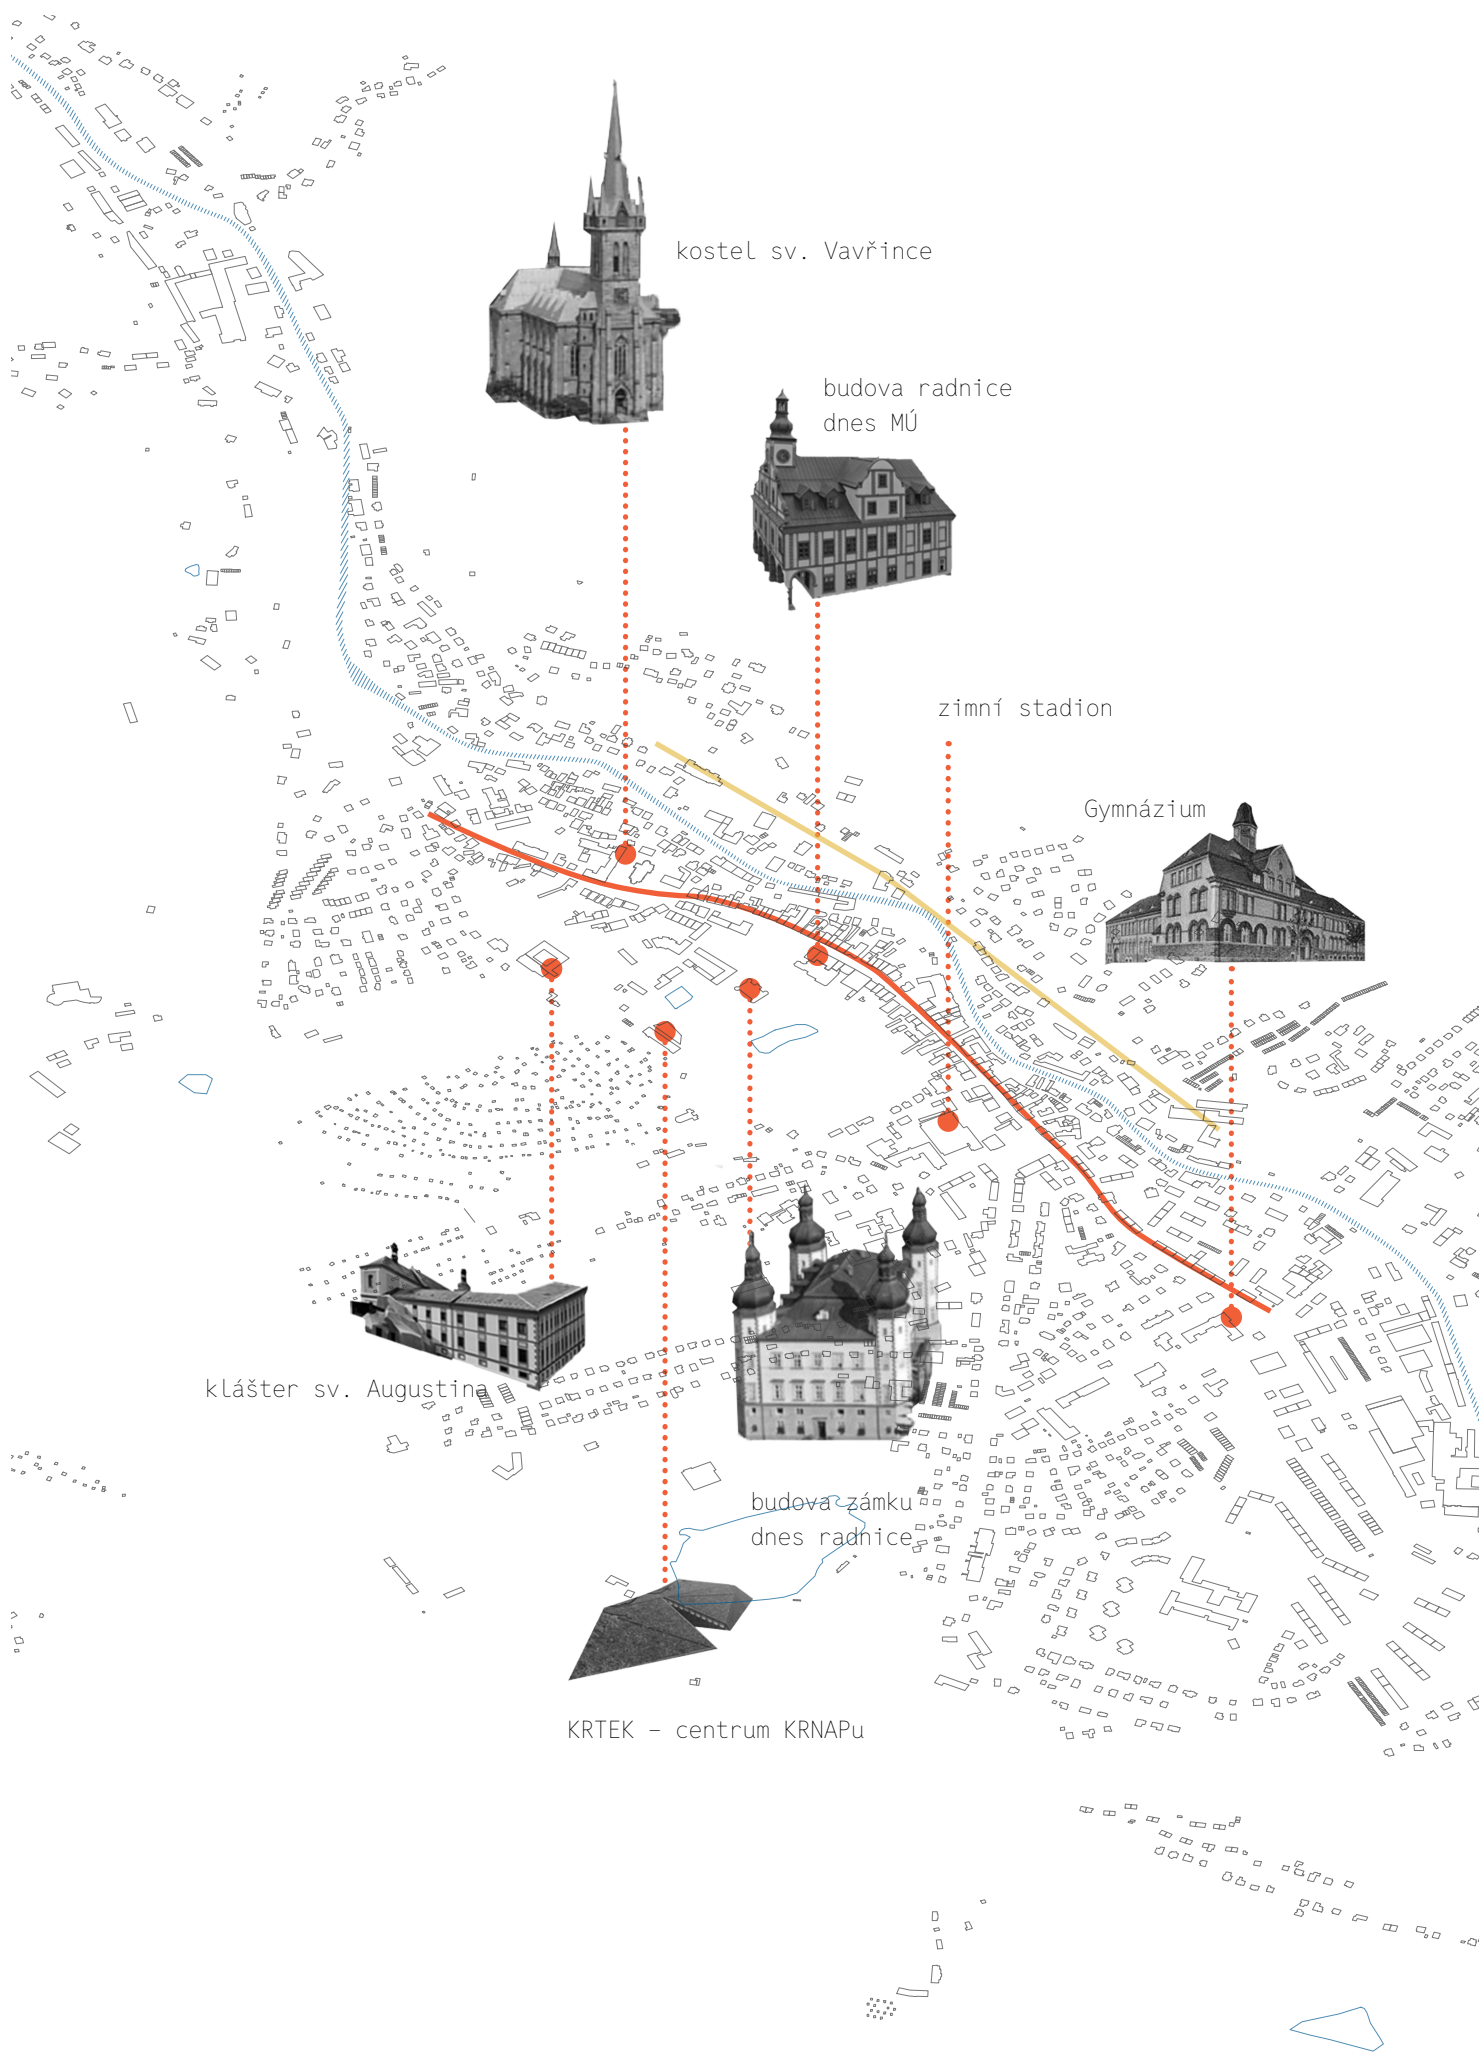 kostel sv. Vavřince
budova radnice
dnes MÚ
zimní stadion
Gymnázium
klášter sv. Augustina
budova zámku
dnes radnice
KRTEK – centrum KRNAPu